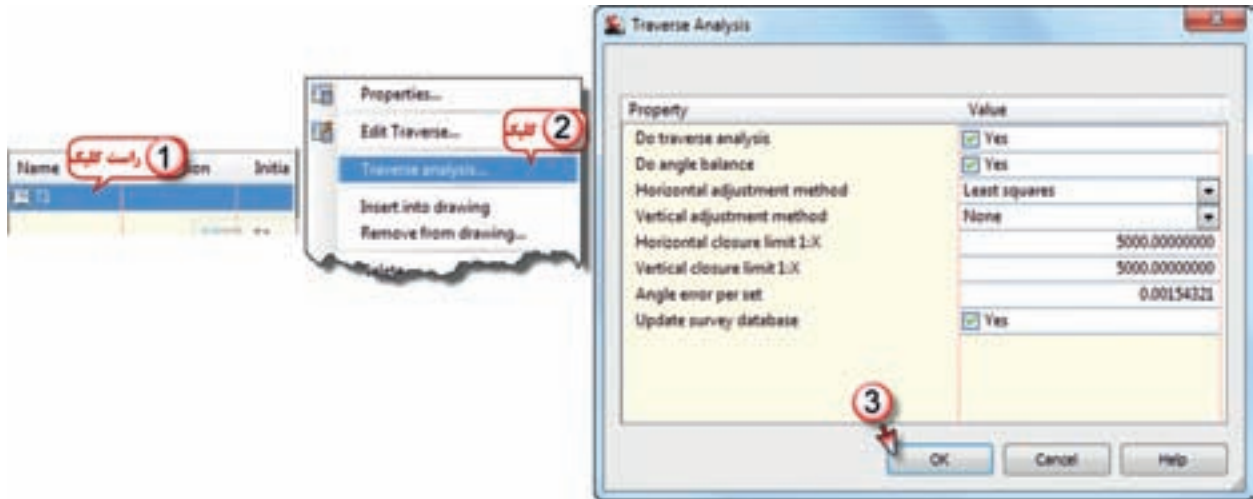 Name
راست کلیک
1
on
Initia
T1
Properties...
Edit Traverse...
کلیک
2
Traverse analysis...
Insert into drawing
Remove from drawing...
Delete
Traverse Analysis
Property Value
Do traverse analysis Yes
Do angle balance Yes
Horizontal adjustment method Least squares
Vertical adjustment method None
Horizontal closure limit 1:X 5000.00000000
Vertical closure limit 1:X 5000.00000000
Angle error per set 0.00154321
Update survey database Yes
3
OK Cancel Help